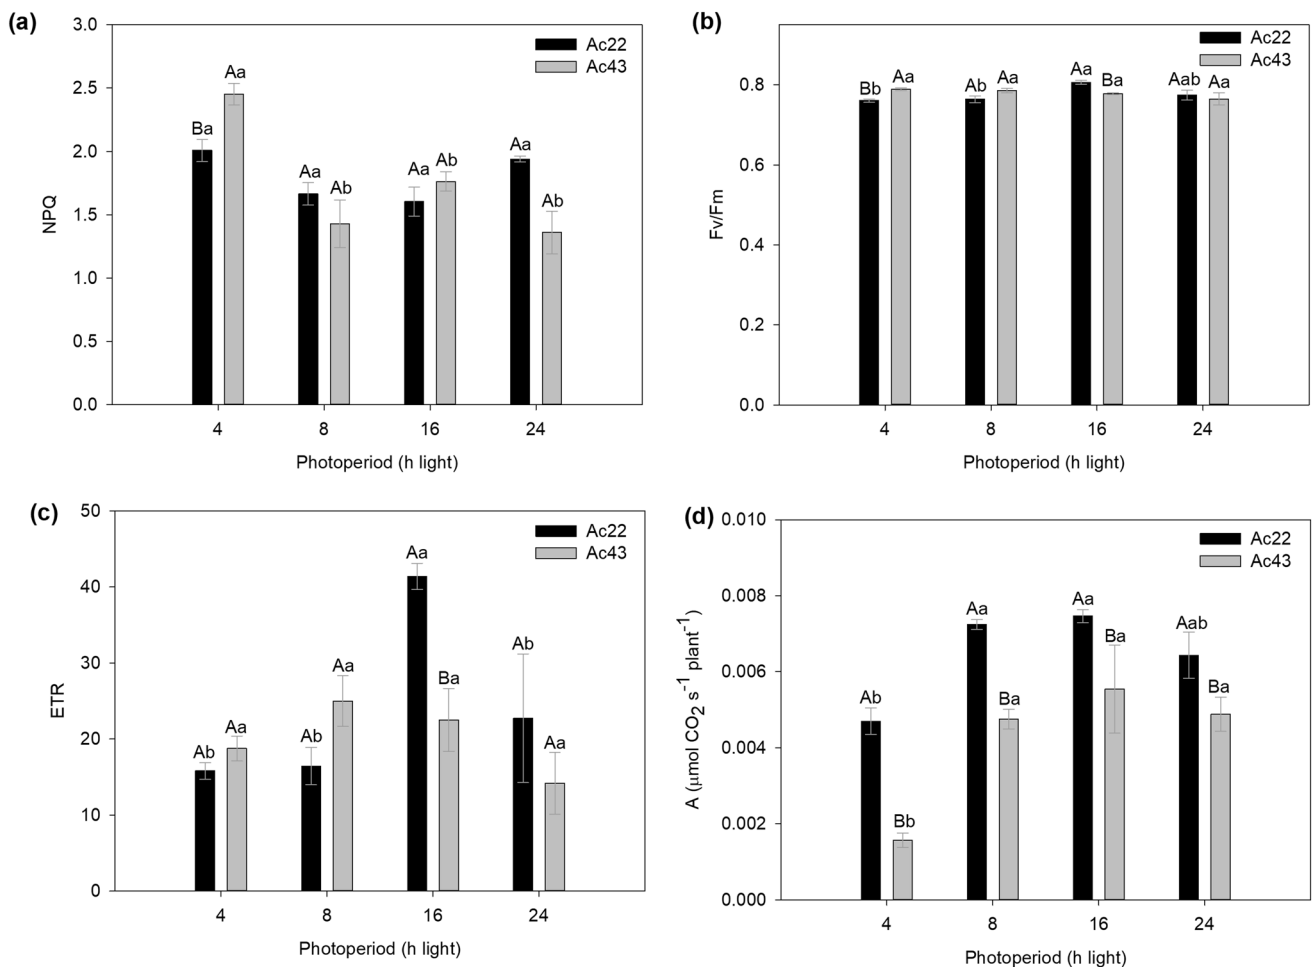 (a)
3.0
2.5
2.0
1.5
1.0
0.5
0.0
NPQ
Ac22
Ac43
Ba
Aa
Aa
Ab
Aa
Ab
Aa
Ab
4
8
16
24
Photoperiod (h light)
(b)
0.8
0.6
0.4
0.2
0.0
Fv/Fm
Ac22
Ac43
Bb
Aa
Ab
Aa
Aa
Ba
Aab
Aa
4
8
16
24
Photoperiod (h light)
(c)
50
40
30
20
10
0
ETR
Ac22
Ac43
Ab
Aa
Ab
Aa
Aa
Ba
Ab
Aa
4
8
16
24
Photoperiod (h light)
(d)
0.010
0.008
0.006
0.004
0.002
0.000
A (μmol CO₂ s⁻¹ plant⁻¹)
Ac22
Ac43
Ab
Bb
Aa
Ba
Aa
Ba
Aab
Ba
4
8
16
24
Photoperiod (h light)